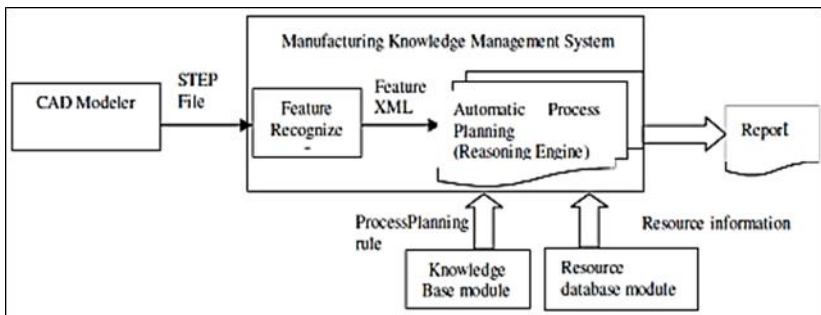 Manufacturing Knowledge Management System
STEP
File
Feature
XML
CAD Modeler
Feature
Recognize
-
Automatic Process
Planning
(Reasoning Engine)
Report
ProcessPlanning
rule
Resource information
Knowledge
Base module
Resource
database module